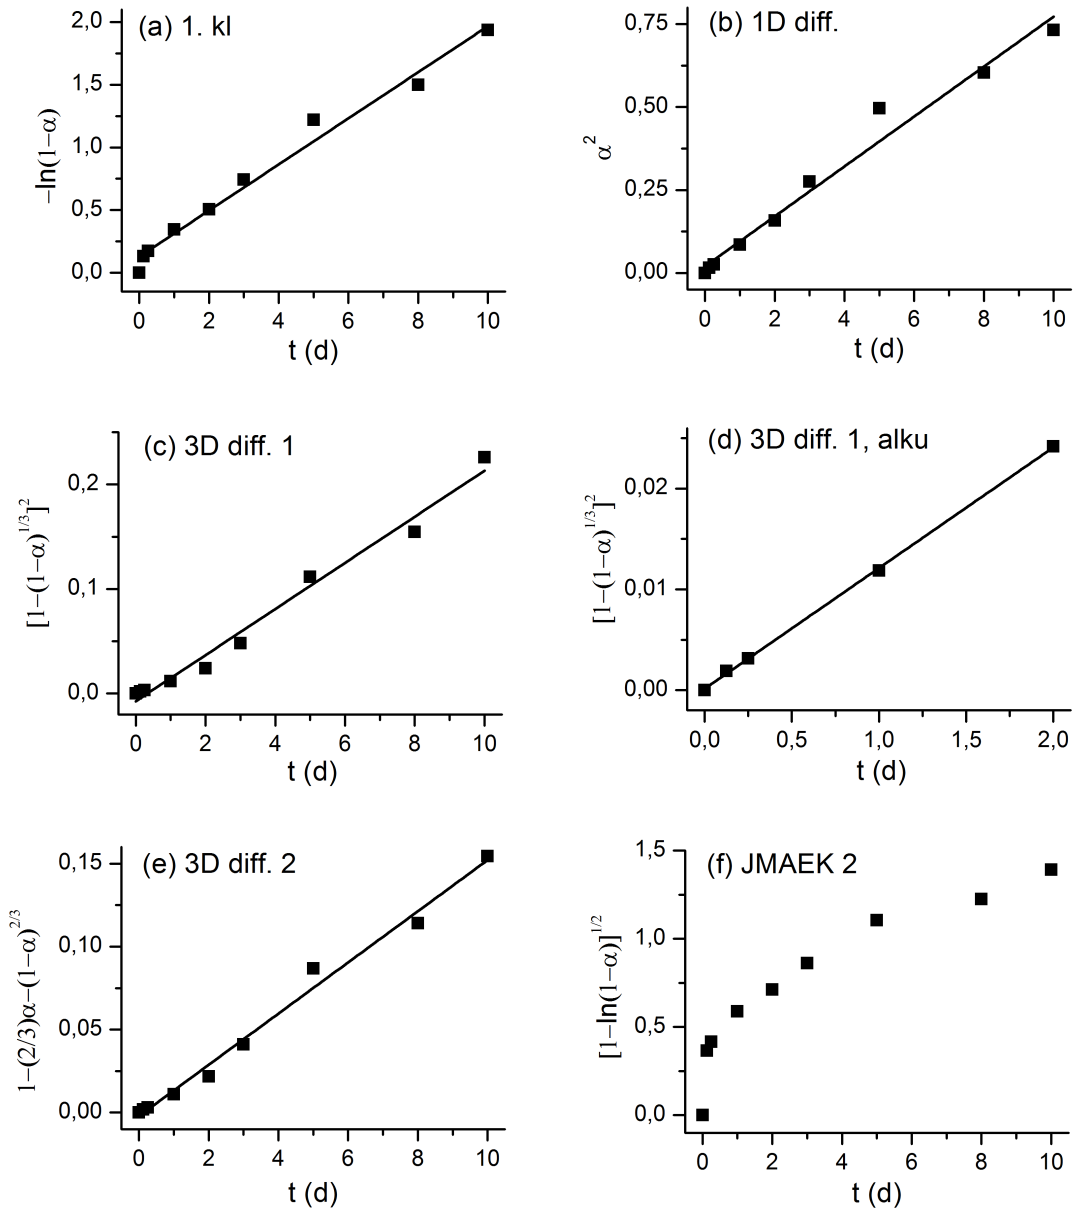 (a) 1. kl
−ln(1−α)
2,0
1,5
1,0
0,5
0,0
0 2 4 6 8 10
t (d)
(b) 1D diff.
α²
0,75
0,50
0,25
0,00
0 2 4 6 8 10
t (d)
(c) 3D diff. 1
[1−(1−α)^1/3]²
0,2
0,1
0,0
0 2 4 6 8 10
t (d)
(d) 3D diff. 1, alku
[1−(1−α)^1/3]²
0,02
0,01
0,00
0,0 0,5 1,0 1,5 2,0
t (d)
(e) 3D diff. 2
1−(2/3)α−(1−α)^2/3
0,15
0,10
0,05
0,00
0 2 4 6 8 10
t (d)
(f) JMAEK 2
[1−ln(1−α)]^1/2
1,5
1,0
0,5
0,0
0 2 4 6 8 10
t (d)